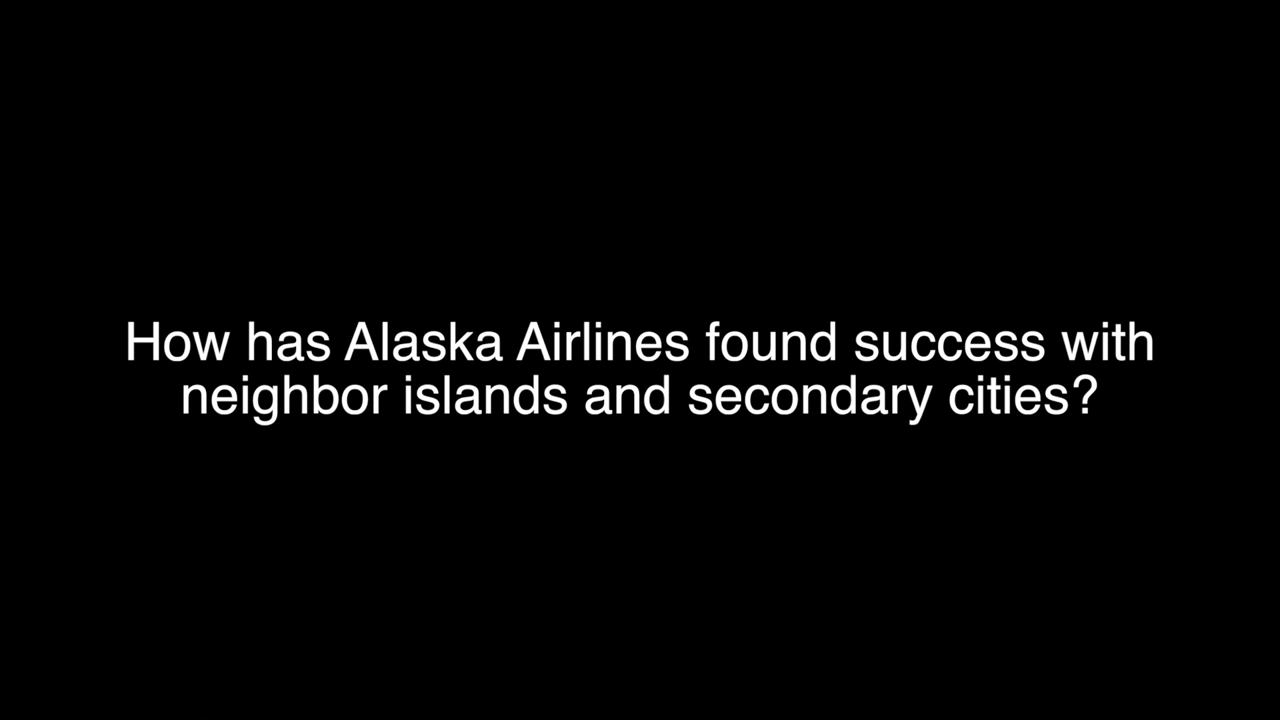 How has Alaska Airlines found success with
neighbor islands and secondary cities?